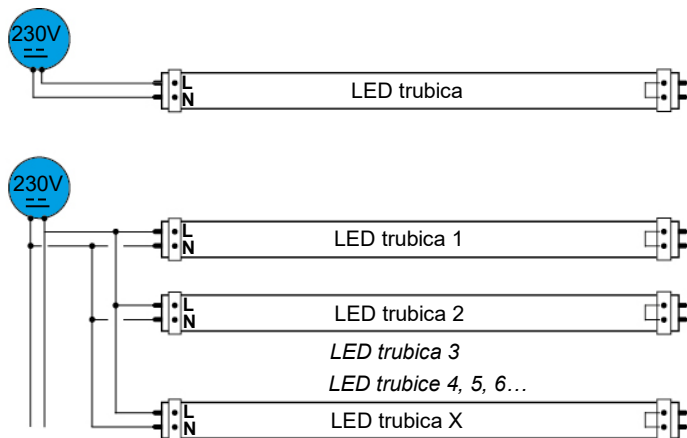 230V
L
N
LED trubica
230V
L
N
LED trubica 1
L
N
LED trubica 2
LED trubica 3
LED trubice 4, 5, 6…
L
N
LED trubica X